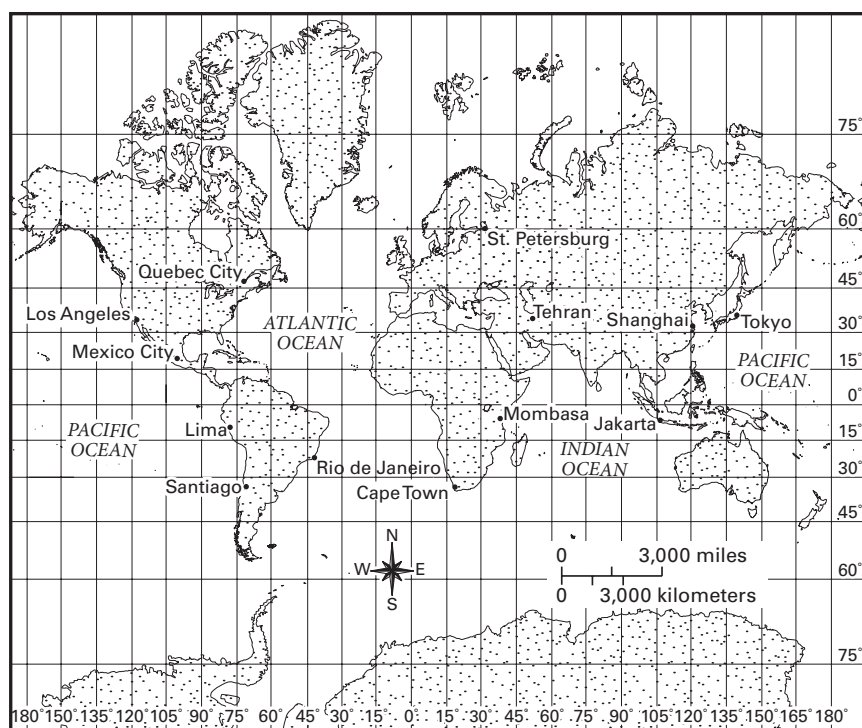 75°
60°
St. Petersburg
Quebec City
45°
Los Angeles
ATLANTIC
OCEAN
Tehran
Shanghai
Tokyo
30°
Mexico City
PACIFIC
OCEAN
15°
0°
Mombasa
Jakarta
PACIFIC
OCEAN
Lima
15°
INDIAN
OCEAN
Rio de Janeiro
Santiago
Cape Town
30°
45°
N
W E
S
0 3,000 miles
0 3,000 kilometers
60°
75°
180° 150° 120° 90° 60° 30° 0° 30° 60° 90° 120° 150° 180°
165° 135° 105° 75° 45° 15° 15° 45° 75° 105° 135° 165°